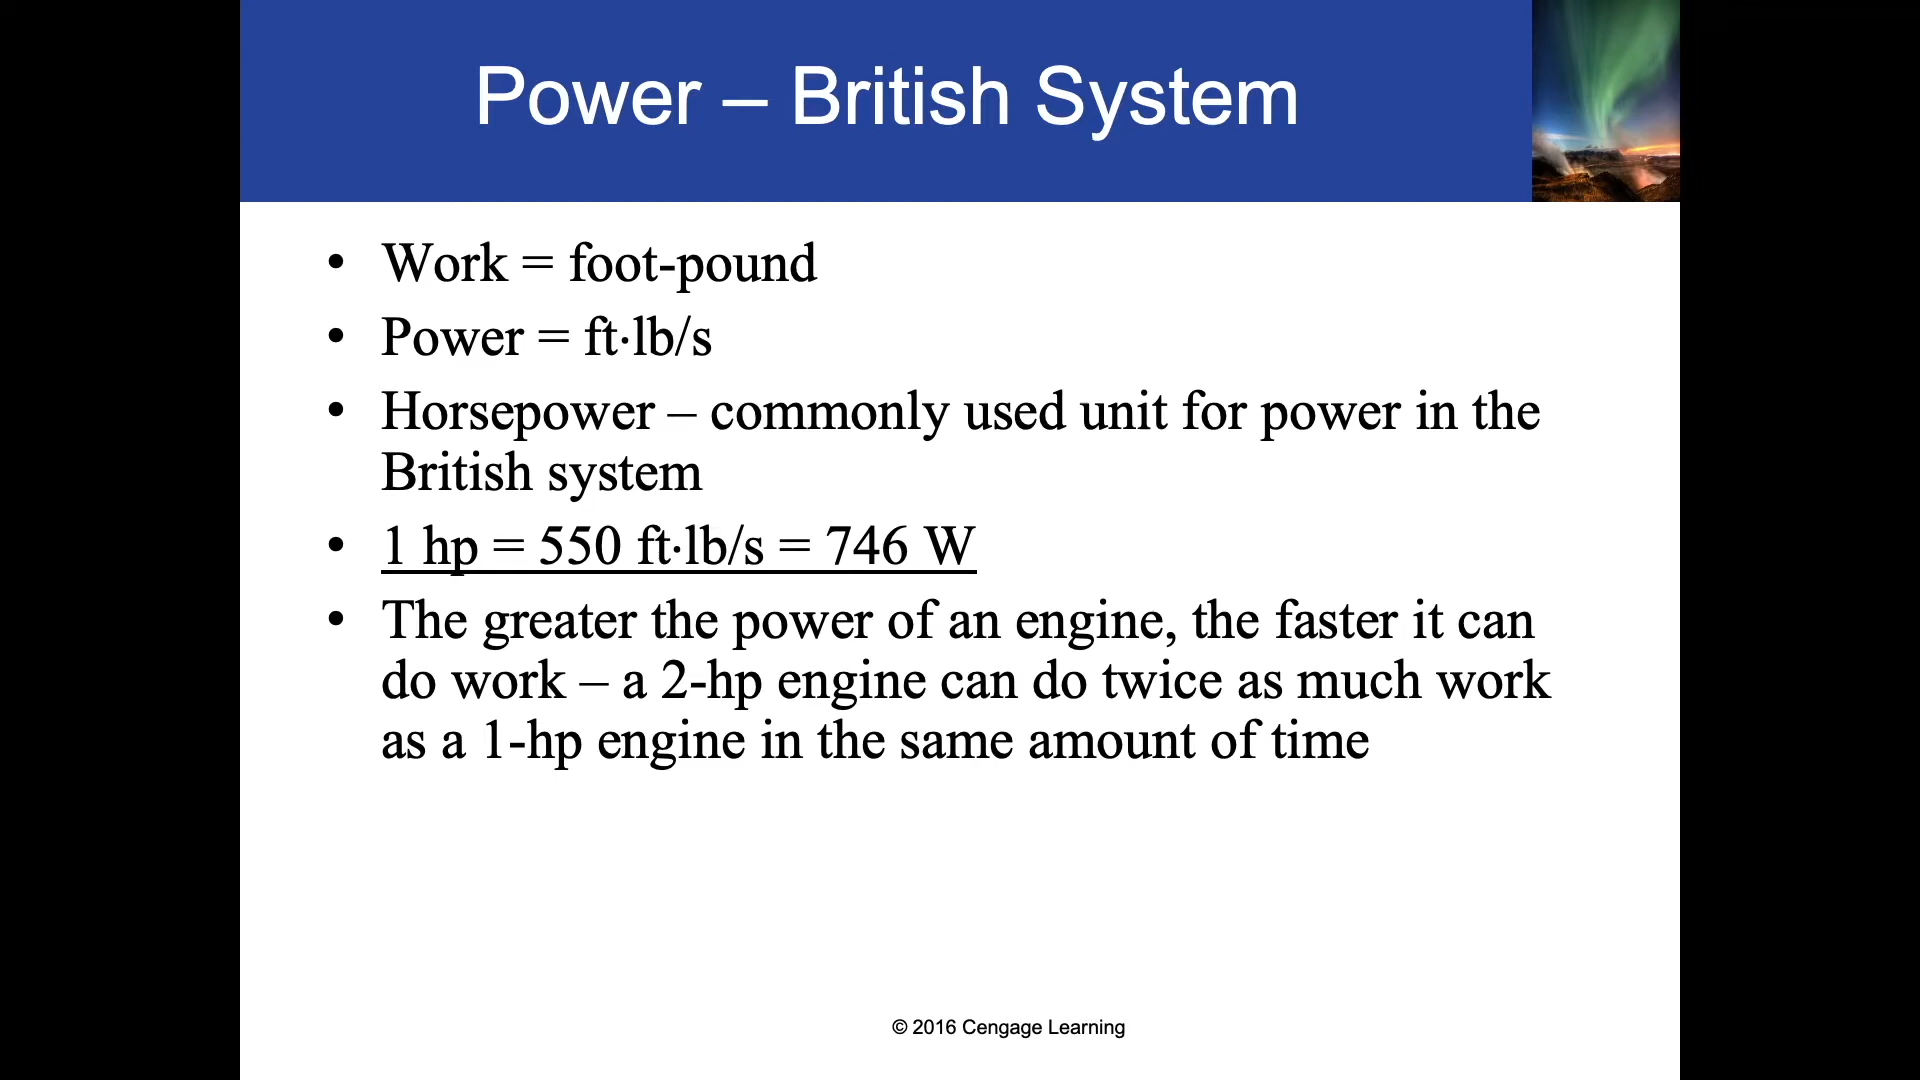 Power – British System
• Work = foot-pound
• Power = ft·lb/s
• Horsepower – commonly used unit for power in the
British system
• 1 hp = 550 ft·lb/s = 746 W
• The greater the power of an engine, the faster it can
do work – a 2-hp engine can do twice as much work
as a 1-hp engine in the same amount of time
© 2016 Cengage Learning